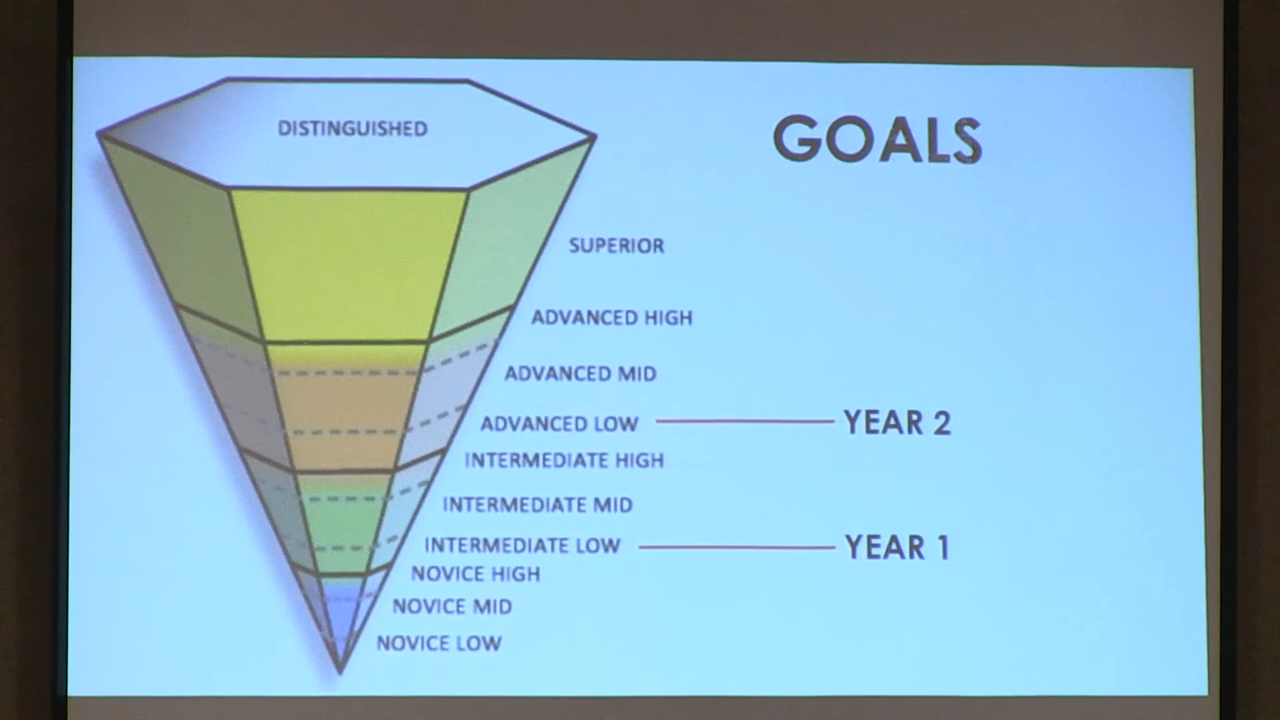 DISTINGUISHED
GOALS
SUPERIOR
ADVANCED HIGH
ADVANCED MID
ADVANCED LOW YEAR 2
INTERMEDIATE HIGH
INTERMEDIATE MID
INTERMEDIATE LOW YEAR 1
NOVICE HIGH
NOVICE MID
NOVICE LOW